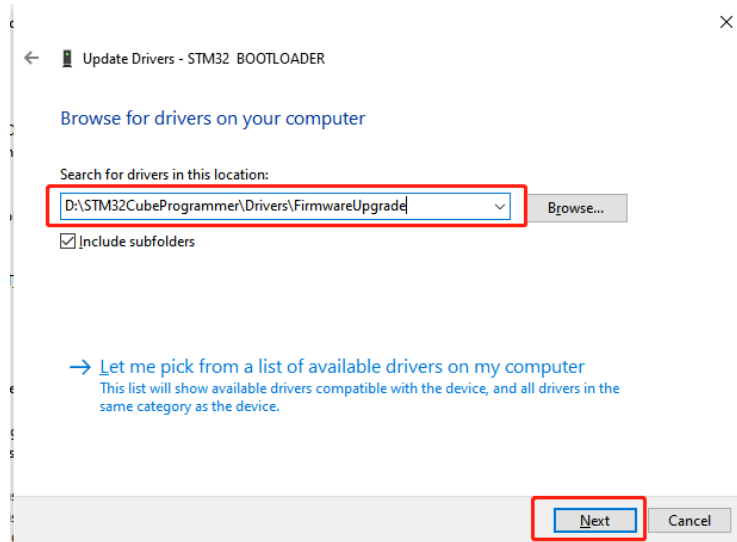 Update Drivers - STM32 BOOTLOADER
Browse for drivers on your computer
Search for drivers in this location:
D:\STM32CubeProgrammer\Drivers\FirmwareUpgrade
Browse...
Include subfolders
Let me pick from a list of available drivers on my computer
This list will show available drivers compatible with the device, and all drivers in the
same category as the device.
Next
Cancel